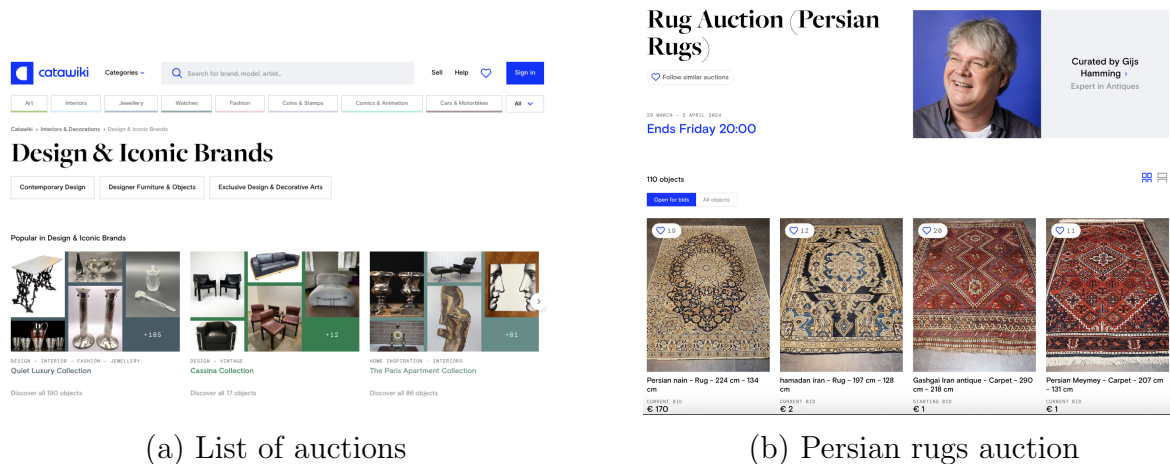 catawiki
Categories
Search for brand, model, artist...
Sell
Help
Sign in
Art
Interiors
Jewellery
Watches
Fashion
Coins & Stamps
Comics & Animation
Cars & Motorbikes
All
Catawiki › Interiors & Decorations › Design & Iconic Brands
Design & Iconic Brands
Contemporary Design
Designer Furniture & Objects
Exclusive Design & Decorative Arts
Popular in Design & Iconic Brands
+185
+12
+81
DESIGN - INTERIOR - FASHION - JEWELLERY
Quiet Luxury Collection
Discover all 190 objects
DESIGN - VINTAGE
Cassina Collection
Discover all 17 objects
HOME INSPIRATION - INTERIORS
The Paris Apartment Collection
Discover all 86 objects
(a) List of auctions
Rug Auction (Persian
Rugs)
Follow similar auctions
29 MARCH - 5 APRIL 2024
Ends Friday 20:00
Curated by Gijs
Hamming ›
Expert in Antiques
110 objects
Open for bids
All objects
19
12
20
11
Persian nain - Rug - 224 cm - 134
cm
CURRENT BID
€ 170
hamadan iran - Rug - 197 cm - 128
cm
CURRENT BID
€ 2
Gashgai Iran antique - Carpet - 290
cm - 218 cm
STARTING BID
€ 1
Persian Meymey - Carpet - 207 cm
- 131 cm
CURRENT BID
€ 1
(b) Persian rugs auction